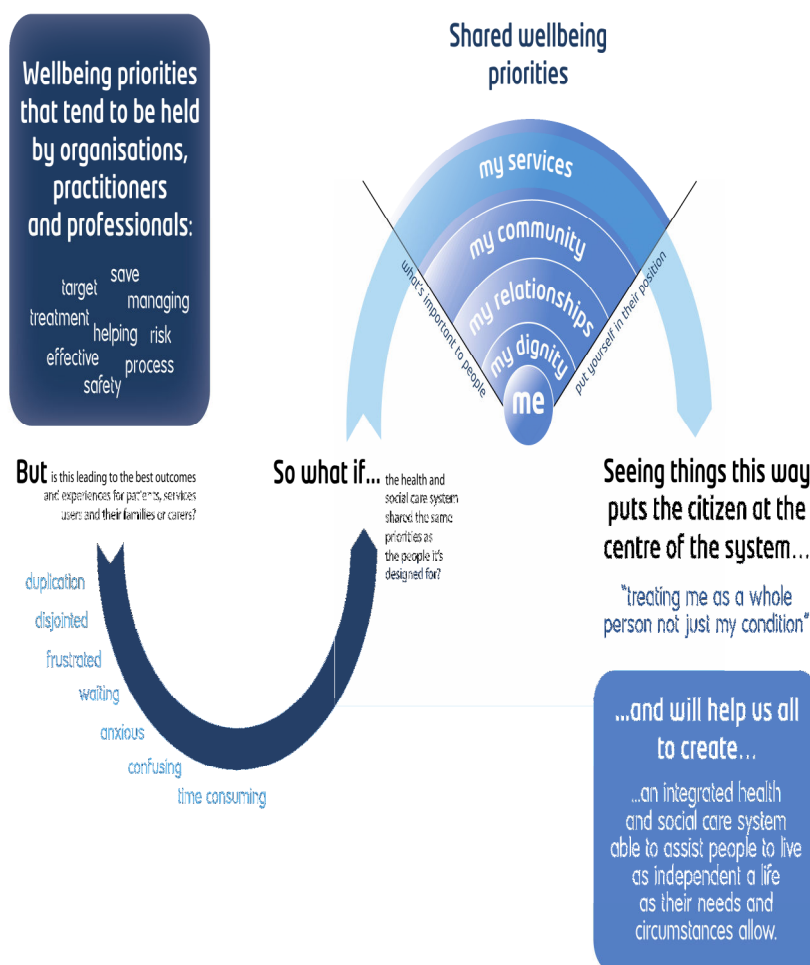 Wellbeing priorities
that tend to be held
by organisations,
practitioners
and professionals:
save
target
managing
treatment
helping
risk
effective
process
safety
But is this leading to the best outcomes
and experiences for patients, services
users and their families or carers?
duplication
disjointed
frustrated
waiting
anxious
confusing
time consuming
So what if... the health and
social care system
shared the same
priorities as
the people it's
designed for?
Shared wellbeing
priorities
my services
my community
my relationships
my dignity
me
what's important to people
put yourself in their position
Seeing things this way
puts the citizen at the
centre of the system...
"treating me as a whole
person not just my condition"
...and will help us all
to create...
...an integrated health
and social care system
able to assist people to live
as independent a life
as their needs and
circumstances allow.